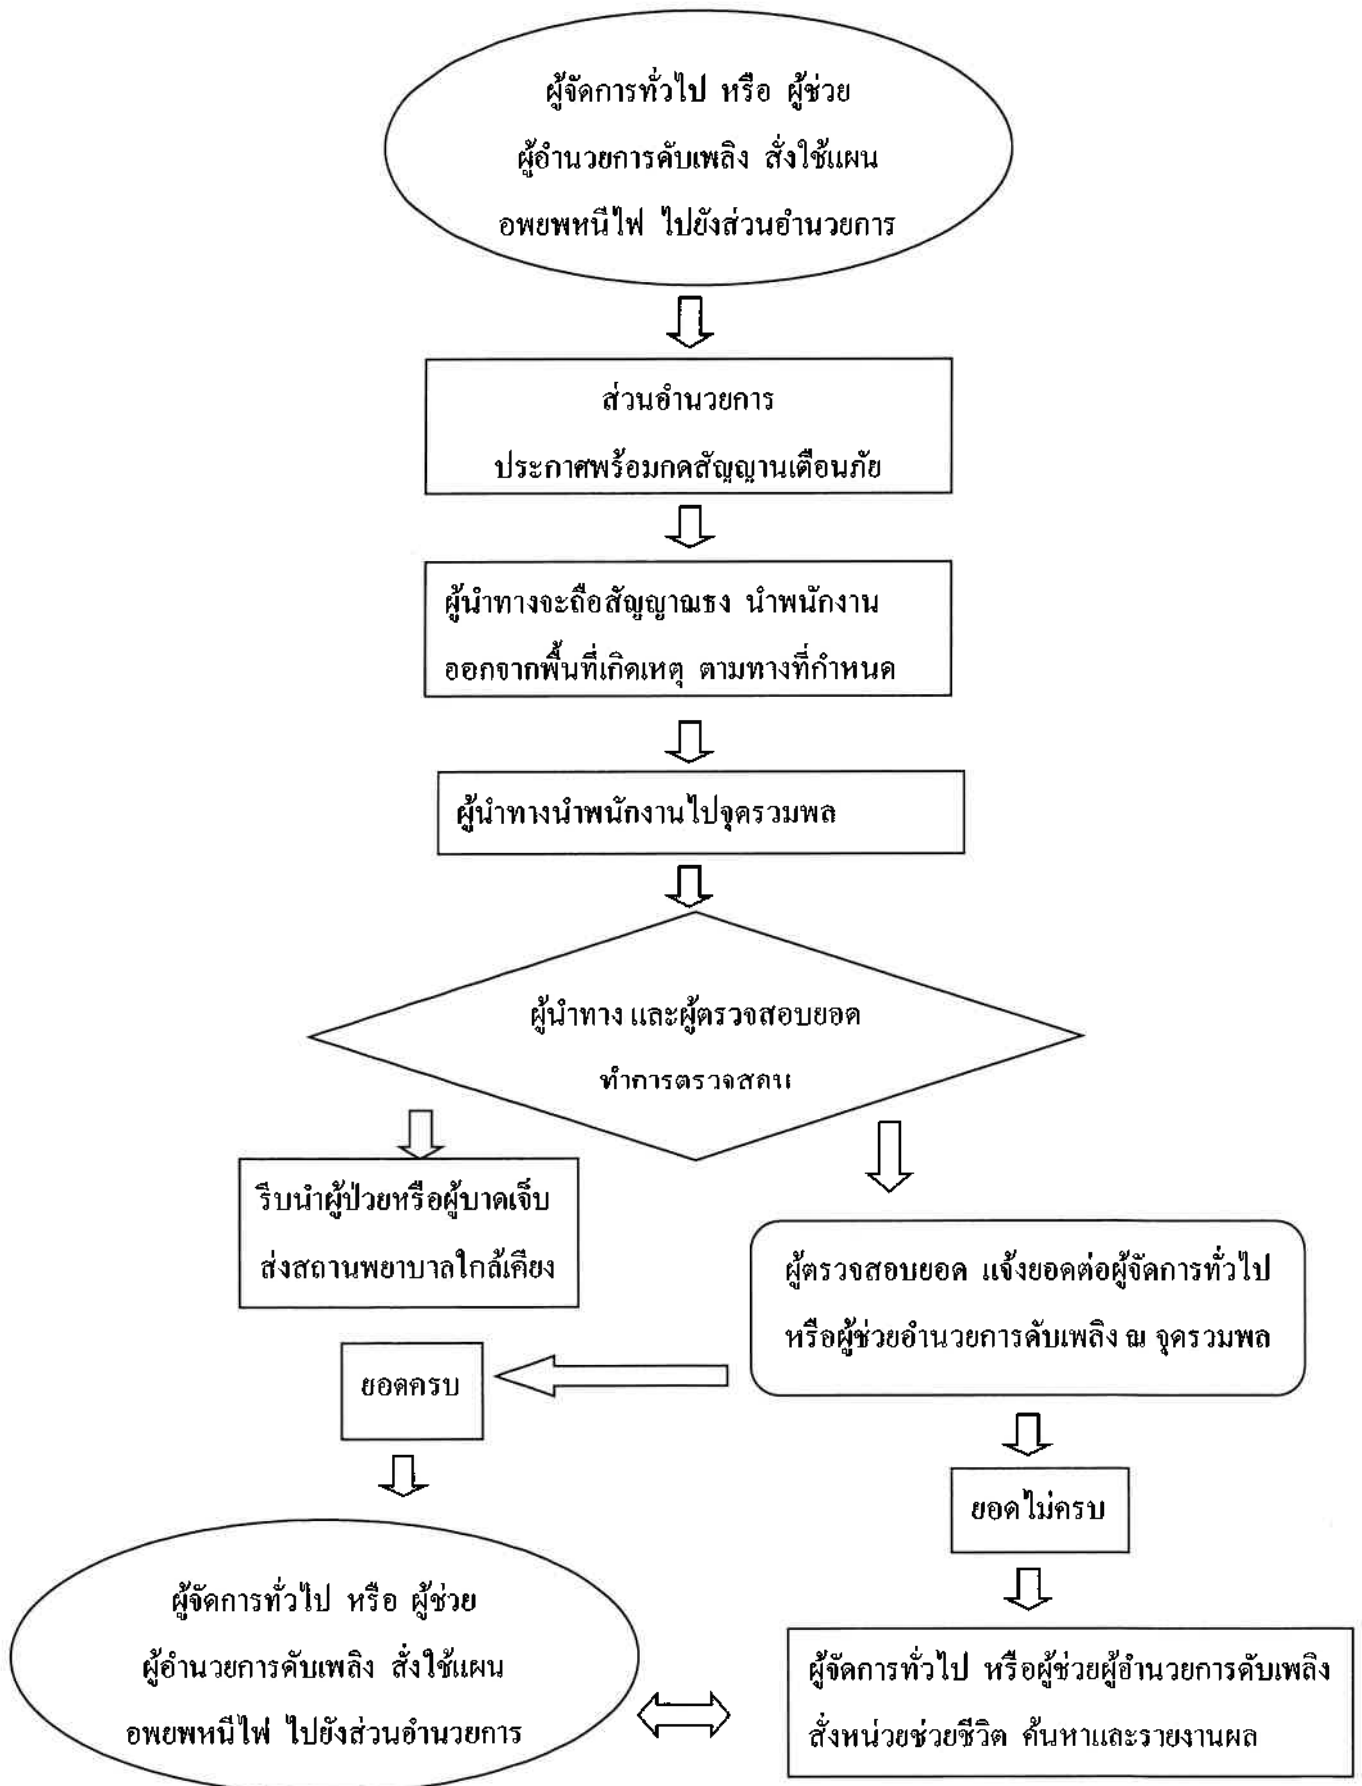 ผู้จัดการทั่วไป หรือ ผู้ช่วย
ผู้อำนวยการดับเพลิง สั่งใช้แผน
อพยพหนีไฟ ไปยังส่วนอำนวยการ
ส่วนอำนวยการ
ประกาศพร้อมกดสัญญานเตือนภัย
ผู้นำทางจะถือสัญญาณธง นำพนักงาน
ออกจากพื้นที่เกิดเหตุ ตามทางที่กำหนด
ผู้นำทางนำพนักงานไปจุดรวมพล
ผู้นำทาง และผู้ตรวจสอบยอด
ทำการตรวจสอบ
รีบนำผู้ป่วยหรือผู้บาดเจ็บ
ส่งสถานพยาบาลใกล้เคียง
ผู้ตรวจสอบยอด แจ้งยอดต่อผู้จัดการทั่วไป
หรือผู้ช่วยอำนวยการดับเพลิง ณ จุดรวมพล
ยอดครบ
ยอดไม่ครบ
ผู้จัดการทั่วไป หรือ ผู้ช่วย
ผู้อำนวยการดับเพลิง สั่งใช้แผน
อพยพหนีไฟ ไปยังส่วนอำนวยการ
ผู้จัดการทั่วไป หรือผู้ช่วยผู้อำนวยการดับเพลิง
สั่งหน่วยช่วยชีวิต ค้นหาและรายงานผล